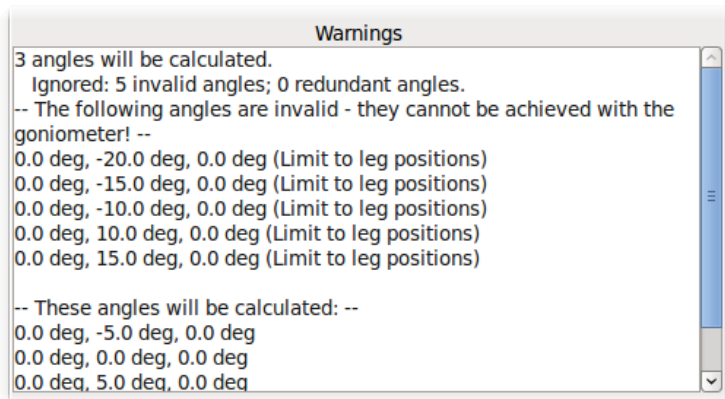 Warnings
3 angles will be calculated.
Ignored: 5 invalid angles; 0 redundant angles.
-- The following angles are invalid - they cannot be achieved with the
goniometer! --
0.0 deg, -20.0 deg, 0.0 deg (Limit to leg positions)
0.0 deg, -15.0 deg, 0.0 deg (Limit to leg positions)
0.0 deg, -10.0 deg, 0.0 deg (Limit to leg positions)
0.0 deg, 10.0 deg, 0.0 deg (Limit to leg positions)
0.0 deg, 15.0 deg, 0.0 deg (Limit to leg positions)
-- These angles will be calculated: --
0.0 deg, -5.0 deg, 0.0 deg
0.0 deg, 0.0 deg, 0.0 deg
0.0 deg, 5.0 deg, 0.0 deg